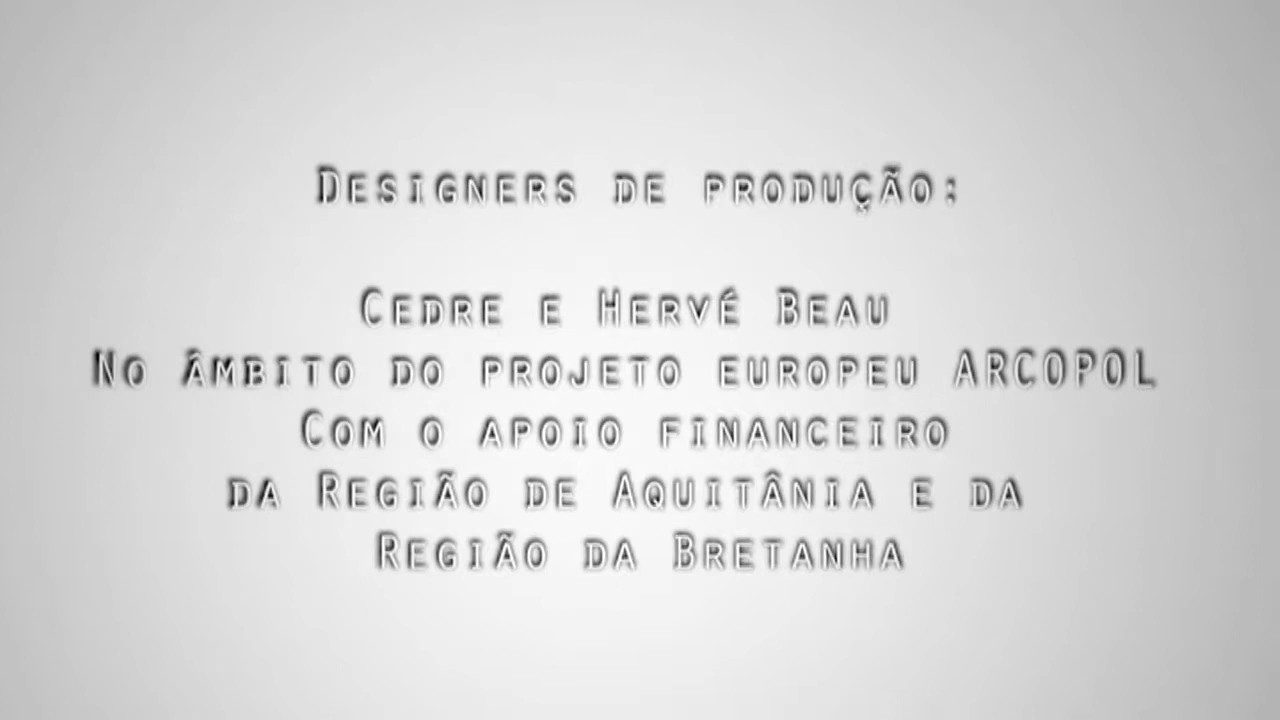 Designers de produção:
Cedre e Hervé Beau
No âmbito do projeto europeu ARCOPOL
Com o apoio financeiro
da Região de Aquitânia e da
Região da Bretanha